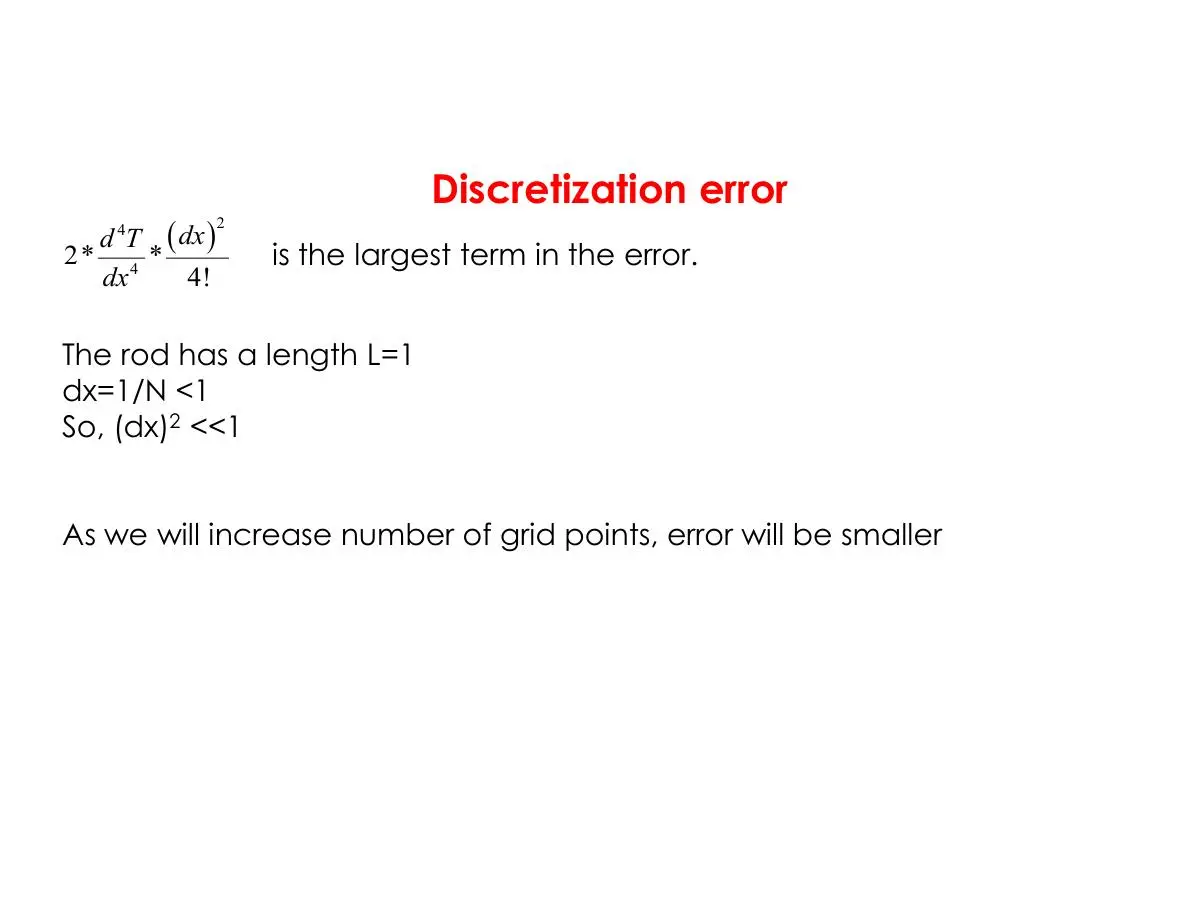 Discretization error
2 * d⁴T/dx⁴ * (dx)²/4! is the largest term in the error.
The rod has a length L=1
dx=1/N <1
So, (dx)² <<1
As we will increase number of grid points, error will be smaller